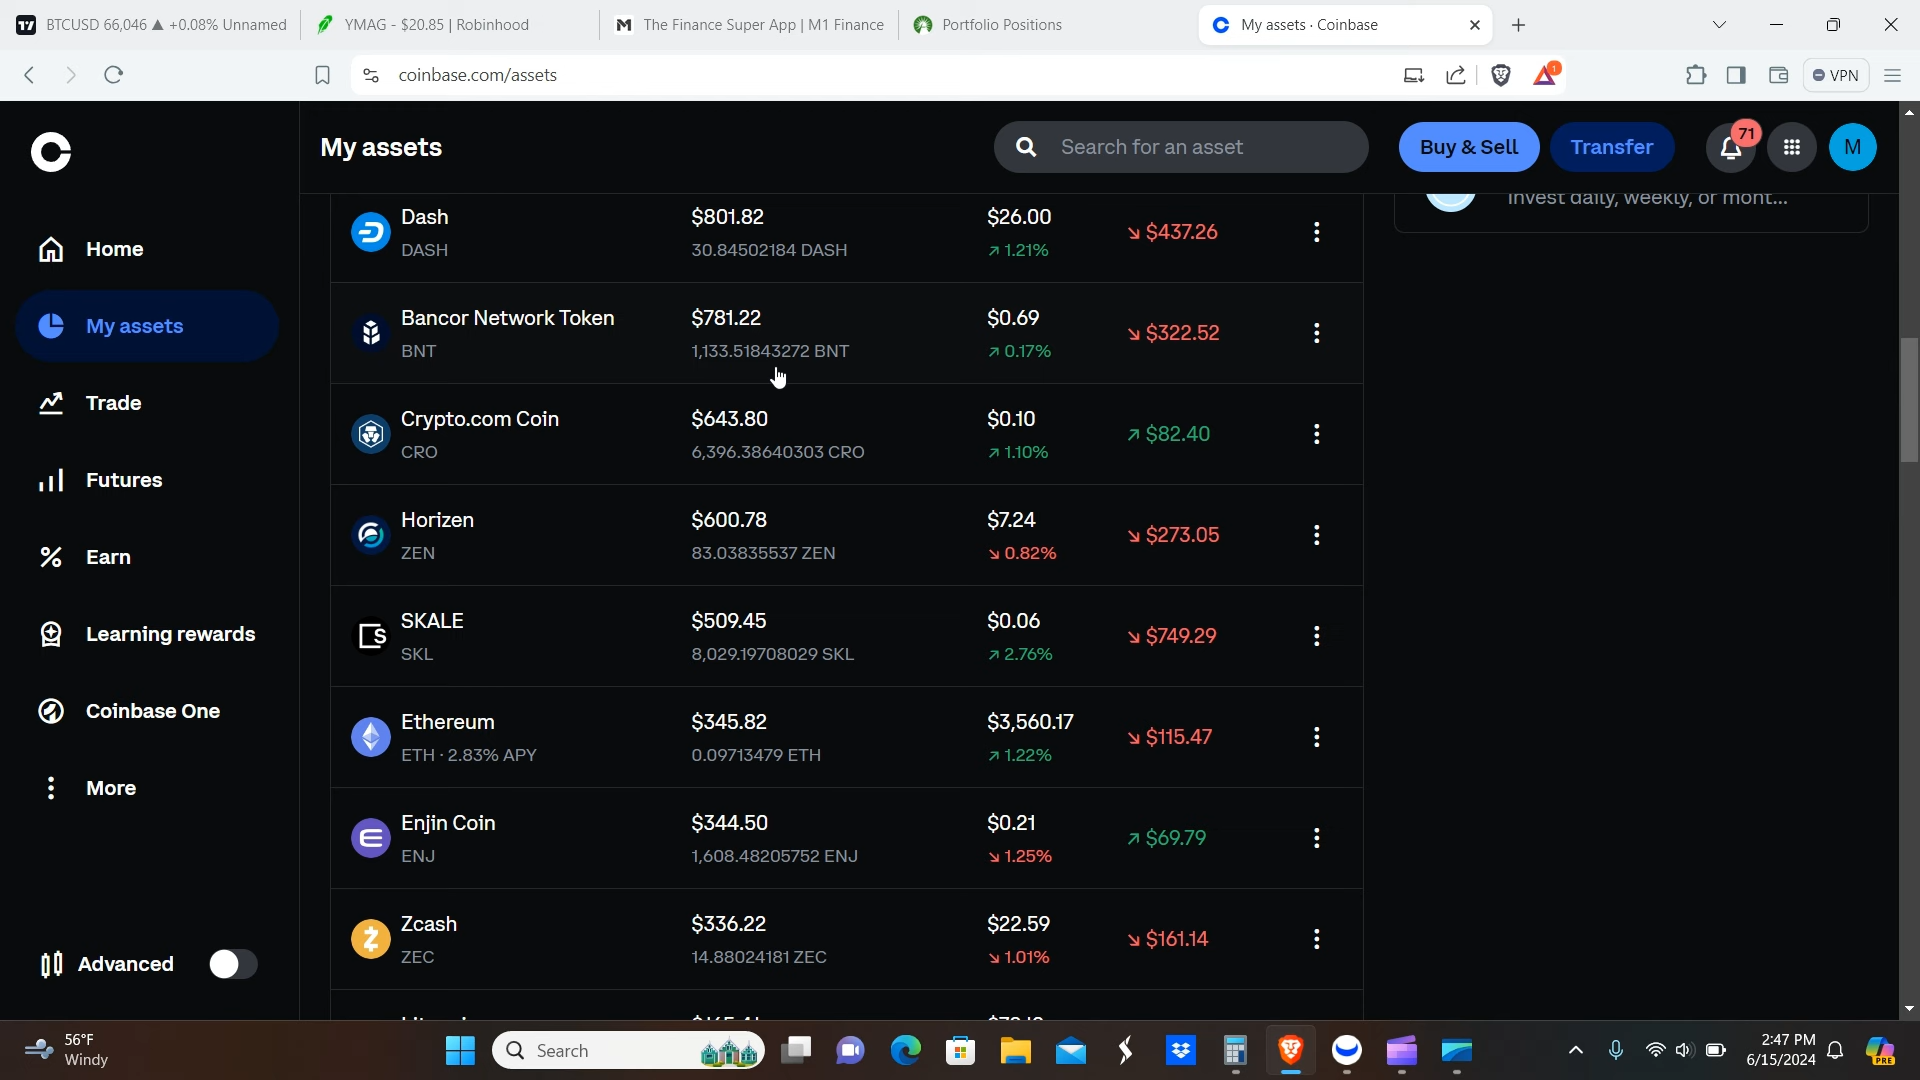 BTCUSD 66,046 ▲ +0.08% Unnamed
YMAG - $20.85 | Robinhood
The Finance Super App | M1 Finance
Portfolio Positions
My assets · Coinbase
coinbase.com/assets
1
VPN
My assets
Search for an asset
Buy & Sell
Transfer
71
M
Home
My assets
Trade
Futures
Earn
Learning rewards
Coinbase One
More
Advanced
Invest daily, weekly, or mont...
Dash $801.82 $26.00 ↘ $437.26
DASH 30.84502184 DASH ↗ 1.21%
Bancor Network Token $781.22 $0.69 ↘ $322.52
BNT 1,133.51843272 BNT ↗ 0.17%
Crypto.com Coin $643.80 $0.10 ↗ $82.40
CRO 6,396.38640303 CRO ↗ 1.10%
Horizen $600.78 $7.24 ↘ $273.05
ZEN 83.03835537 ZEN ↘ 0.82%
SKALE $509.45 $0.06 ↘ $749.29
SKL 8,029.19708029 SKL ↗ 2.76%
Ethereum $345.82 $3,560.17 ↘ $115.47
ETH · 2.83% APY 0.09713479 ETH ↗ 1.22%
Enjin Coin $344.50 $0.21 ↗ $69.79
ENJ 1,608.48205752 ENJ ↘ 1.25%
Zcash $336.22 $22.59 ↘ $161.14
ZEC 14.88024181 ZEC ↘ 1.01%
56°F
Windy
Search
2:47 PM
6/15/2024
PRE